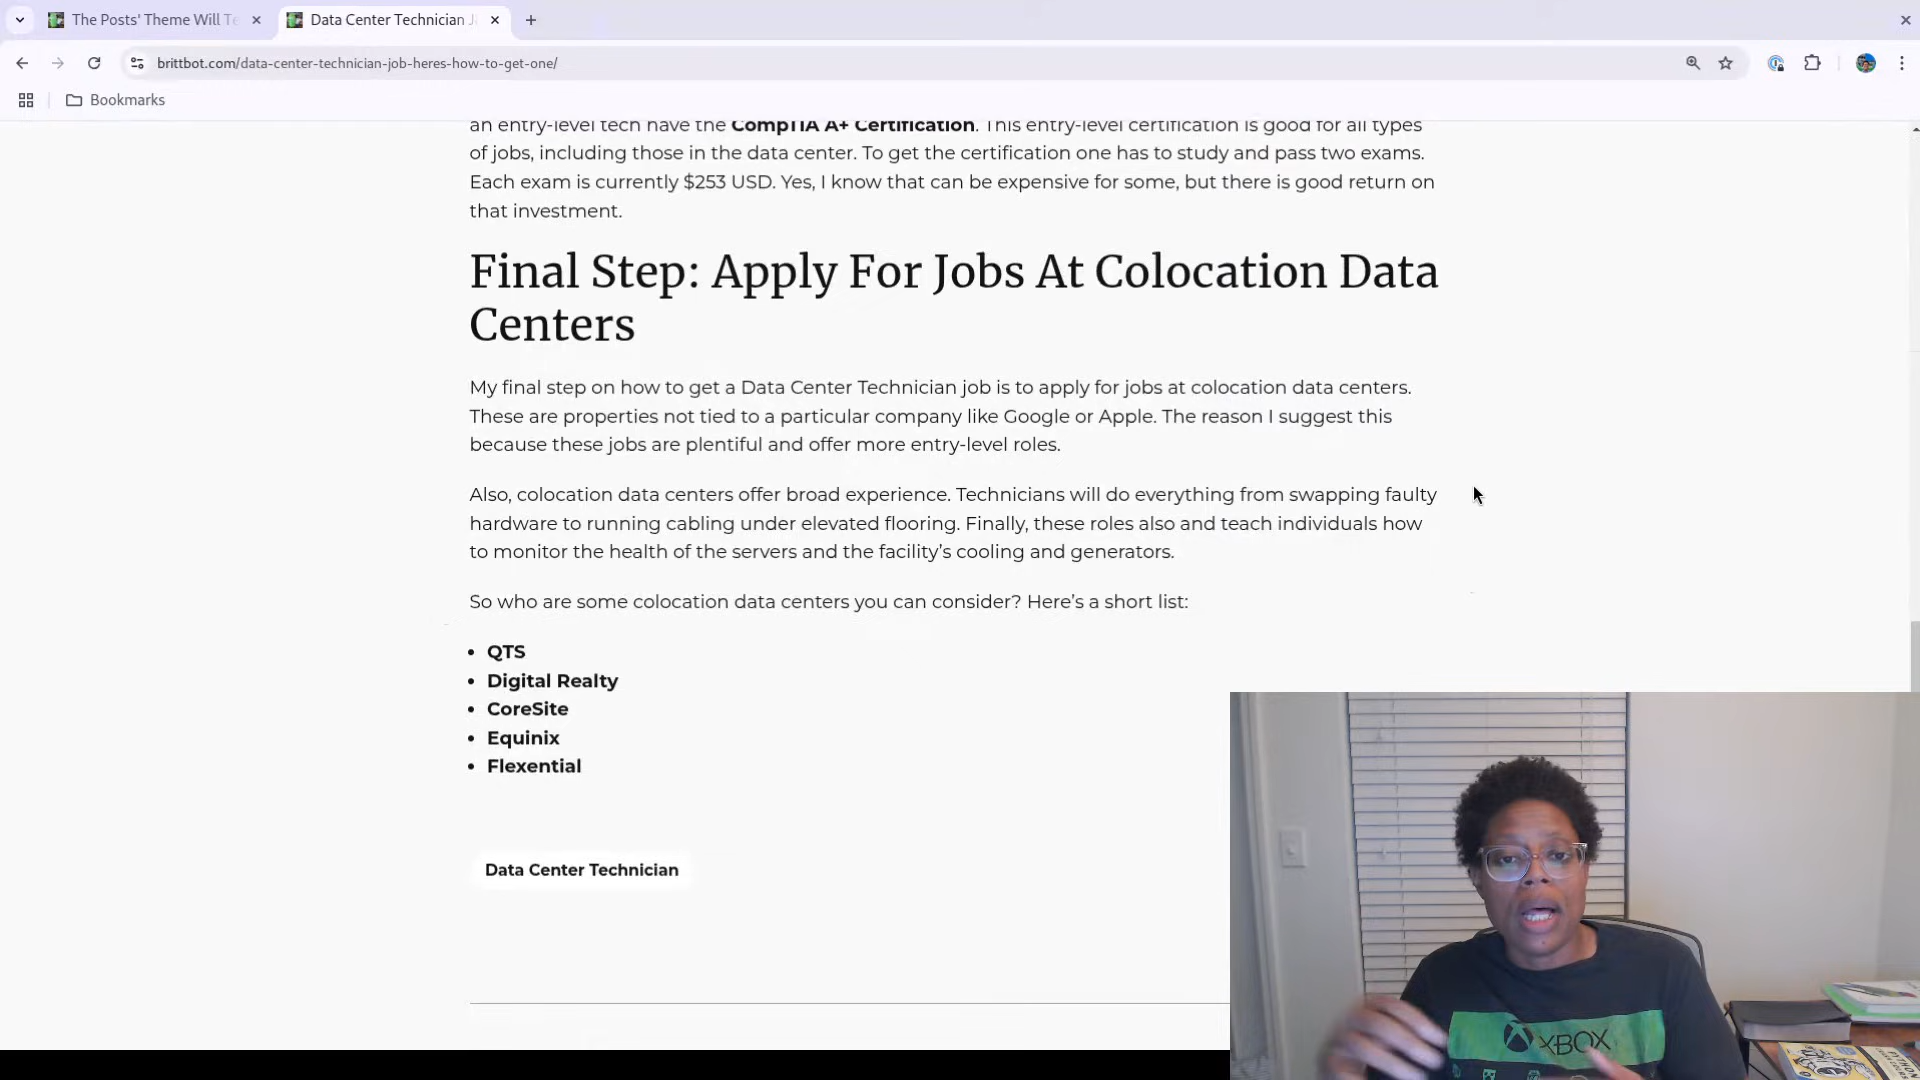 The Posts' Theme Will Te
Data Center Technician J
brittbot.com/data-center-technician-job-heres-how-to-get-one/
Bookmarks
an entry-level tech have the CompTIA A+ Certification. This entry-level certification is good for all types
of jobs, including those in the data center. To get the certification one has to study and pass two exams.
Each exam is currently $253 USD. Yes, I know that can be expensive for some, but there is good return on
that investment.
Final Step: Apply For Jobs At Colocation Data
Centers
My final step on how to get a Data Center Technician job is to apply for jobs at colocation data centers.
These are properties not tied to a particular company like Google or Apple. The reason I suggest this
because these jobs are plentiful and offer more entry-level roles.
Also, colocation data centers offer broad experience. Technicians will do everything from swapping faulty
hardware to running cabling under elevated flooring. Finally, these roles also and teach individuals how
to monitor the health of the servers and the facility's cooling and generators.
So who are some colocation data centers you can consider? Here's a short list:
• QTS
• Digital Realty
• CoreSite
• Equinix
• Flexential
Data Center Technician
XBOX